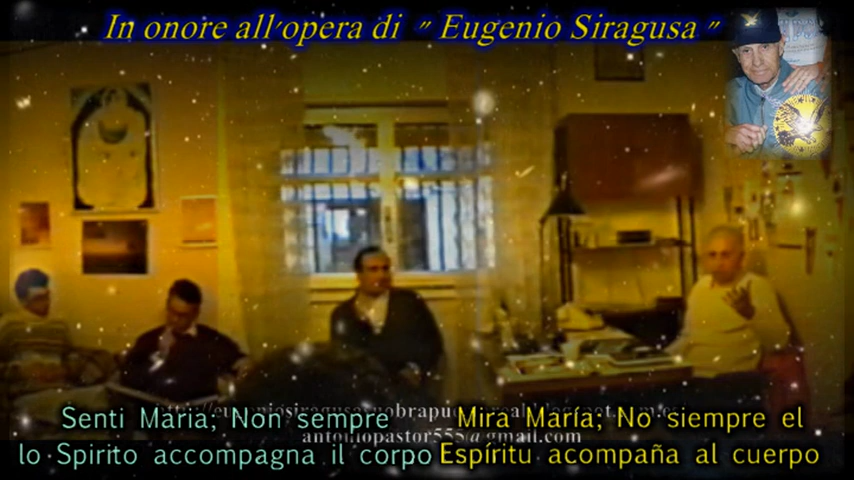 In onore all'opera di " Eugenio Siragusa "
Senti Maria; Non sempre
lo Spirito accompagna il corpo
Mira María; No siempre el
Espíritu acompaña al cuerpo
antoniopastor555@gmail.com